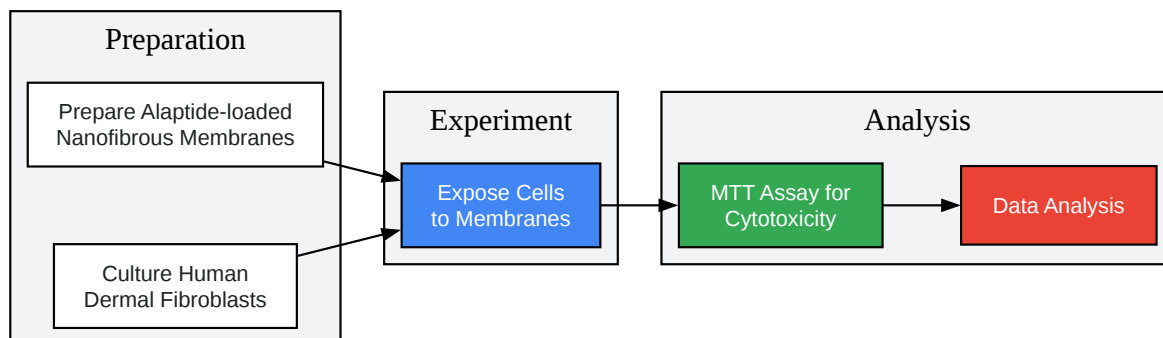 Preparation
Prepare Alaptide-loaded
Nanofibrous Membranes
Culture Human
Dermal Fibroblasts
Experiment
Expose Cells
to Membranes
Analysis
MTT Assay for
Cytotoxicity
Data Analysis